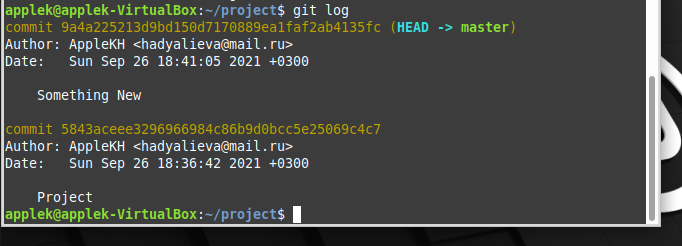 applek@applek-VirtualBox:~/project$ git log
commit 9a4a225213d9bd150d7170889ea1faf2ab4135fc (HEAD -> master)
Author: AppleKH <hadyalieva@mail.ru>
Date:   Sun Sep 26 18:41:05 2021 +0300
Something New
commit 5843aceee3296966984c86b9d0bcc5e25069c4c7
Author: AppleKH <hadyalieva@mail.ru>
Date:   Sun Sep 26 18:36:42 2021 +0300
Project
applek@applek-VirtualBox:~/project$